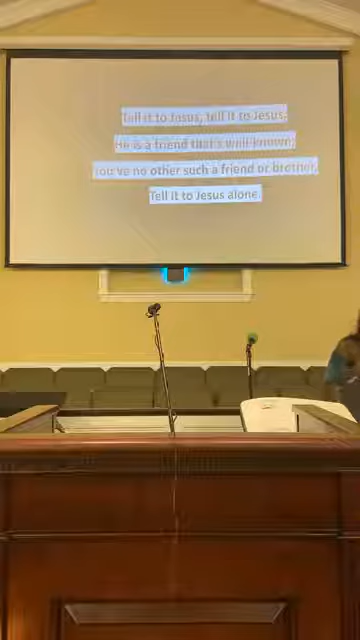 Tell it to Jesus, tell it to Jesus,
He is a friend that's well-known;
You've no other such a friend or brother,
Tell it to Jesus alone.